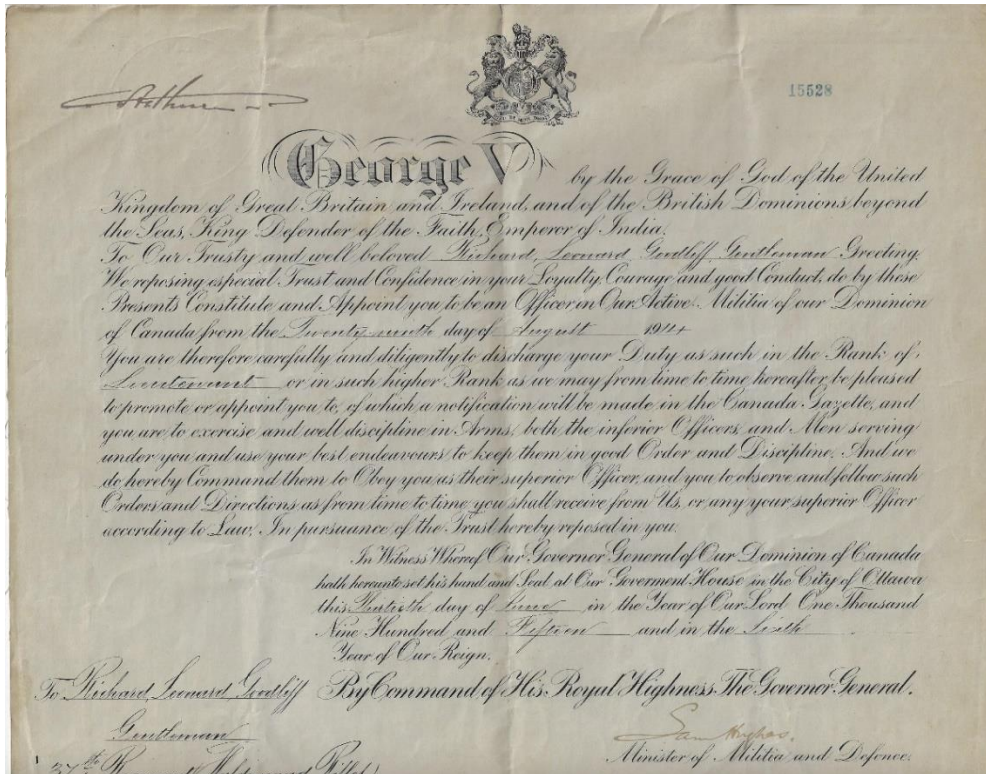 Arthur
15528
George V by the Grace of God of the United
Kingdom of Great Britain and Ireland, and of the British Dominions beyond
the Seas, King Defender of the Faith, Emperor of India.
To Our Trusty and well beloved Richard, Leonard Goodliff, Gentleman Greeting,
We reposing especial Trust and Confidence in your Loyalty, Courage and good Conduct, do by these
Presents Constitute and Appoint you to be an Officer in Our Active Militia of our Dominion
of Canada from the Twenty ninth day of August 1914
You are therefore carefully and diligently to discharge your Duty as such in the Rank of
Lieutenant or in such higher Rank as we may from time to time hereafter be pleased
to promote or appoint you to, of which a notification will be made in the Canada Gazette, and
you are to exercise and well discipline in Arms, both the inferior Officers, and Men serving
under you and use your best endeavours to keep them in good Order and Discipline. And we
do hereby Command them to Obey you as their superior Officer, and you to observe and follow such
Orders and Directions as from time to time you shall receive from Us, or any your superior Officer
according to Law, In pursuance of the Trust hereby reposed in you.
In Witness Whereof Our Governor General of Our Dominion of Canada
hath hereunto set his hand and Seal at Our Goverment House in the City of Ottawa
this Thirtieth day of June in the Year of Our Lord One Thousand
Nine Hundred and Fifteen and in the Sixth
Year of Our Reign.
To Richard Leonard Goodliff By Command of His Royal Highness The Governor General.
Gentleman
Sam Hughes.
Minister of Militia and Defence.
37th